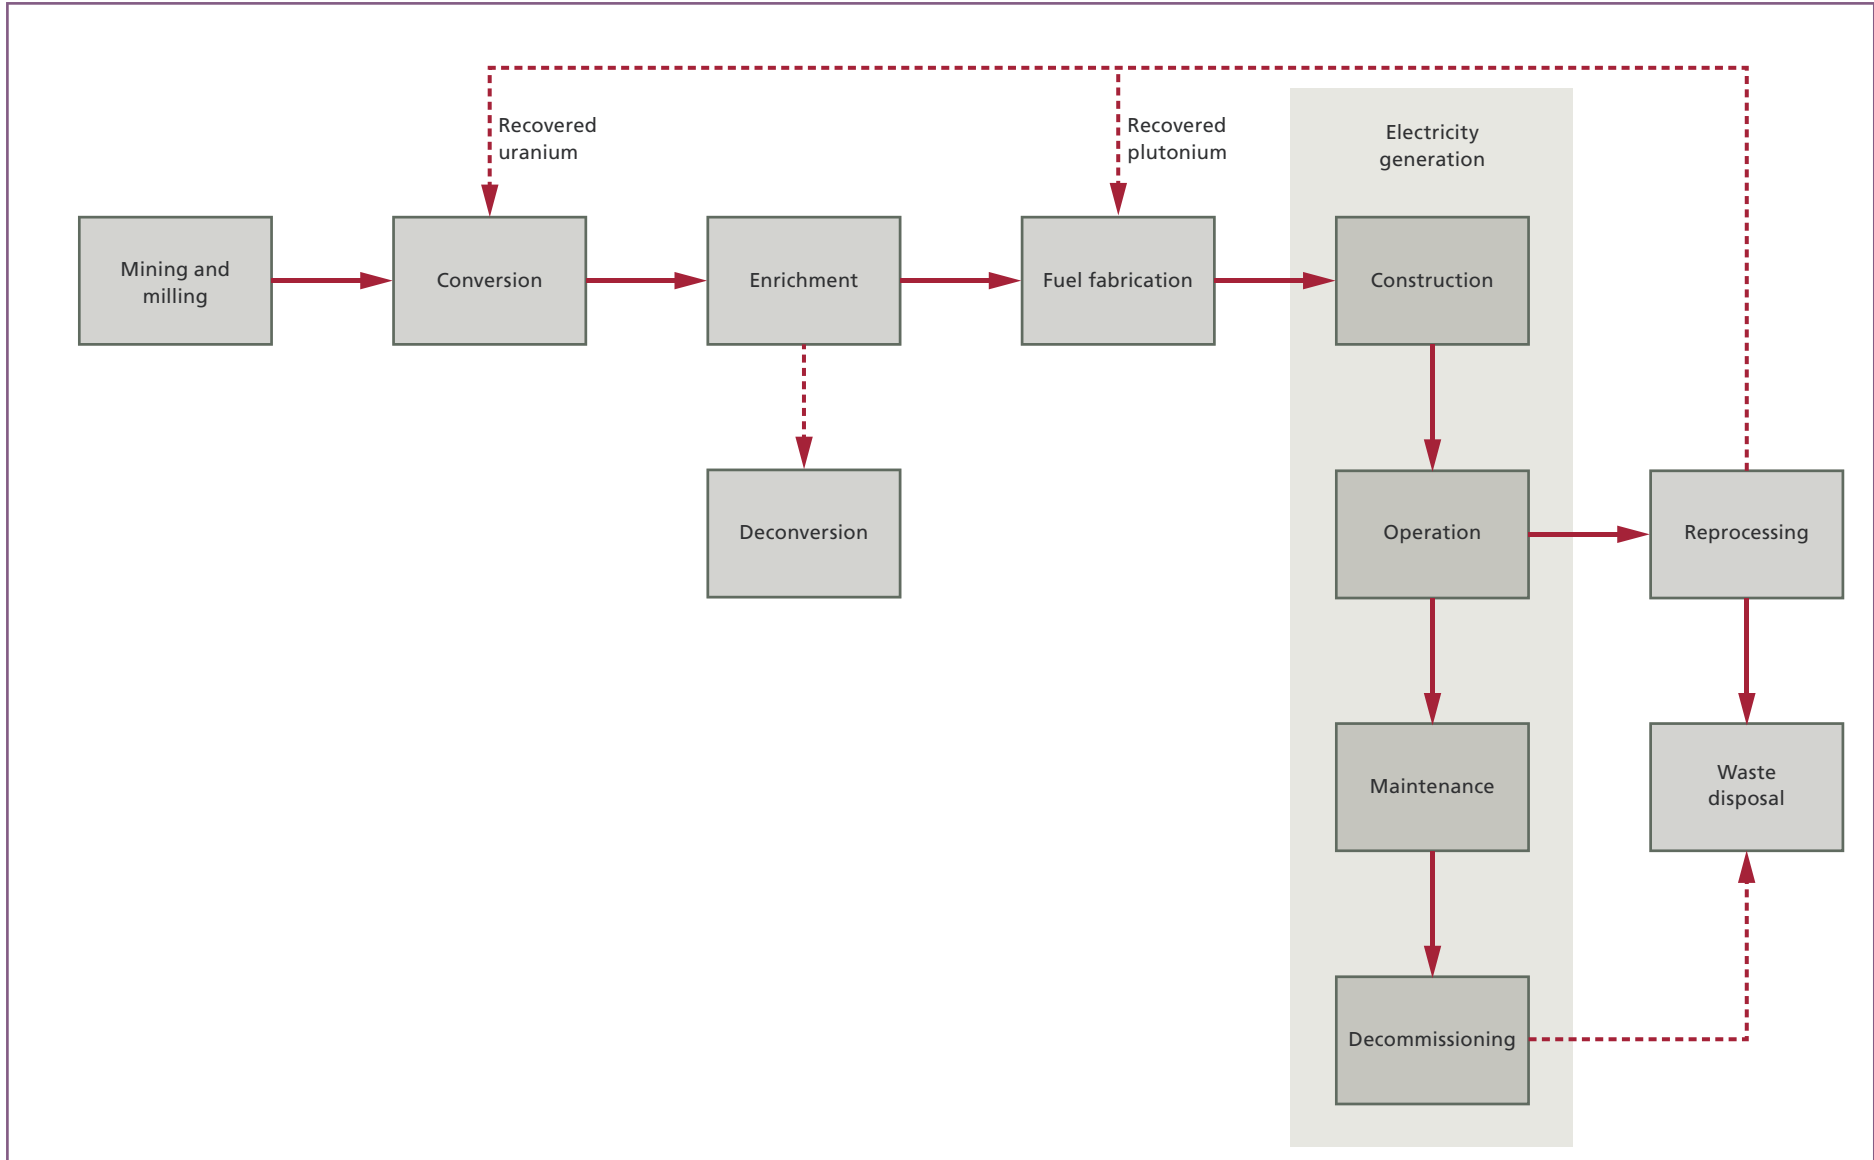 Recovered
uranium
Recovered
plutonium
Electricity
generation
Mining and
milling
Conversion
Enrichment
Fuel fabrication
Construction
Deconversion
Operation
Reprocessing
Maintenance
Waste
disposal
Decommissioning